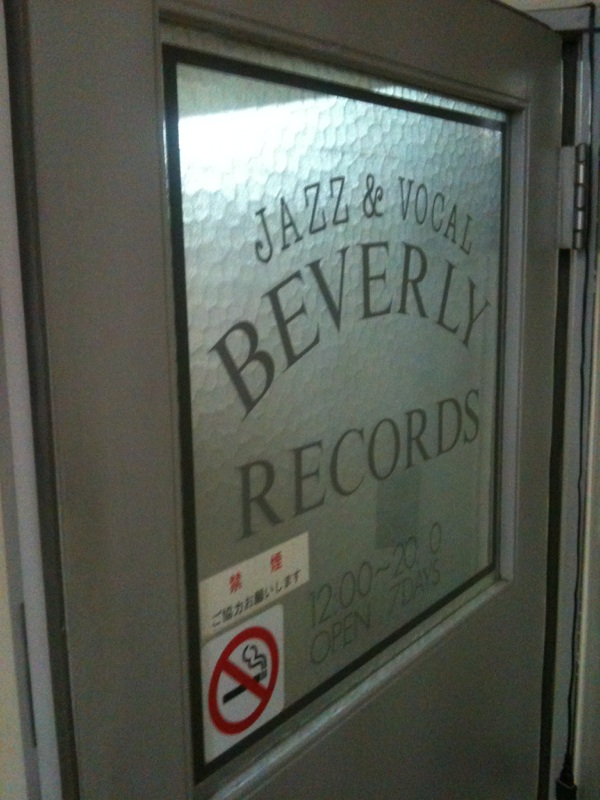 JAZZ & VOCAL
BEVERLY
RECORDS
12:00~20 0
OPEN 7DAYS
禁煙
ご協力お願いします